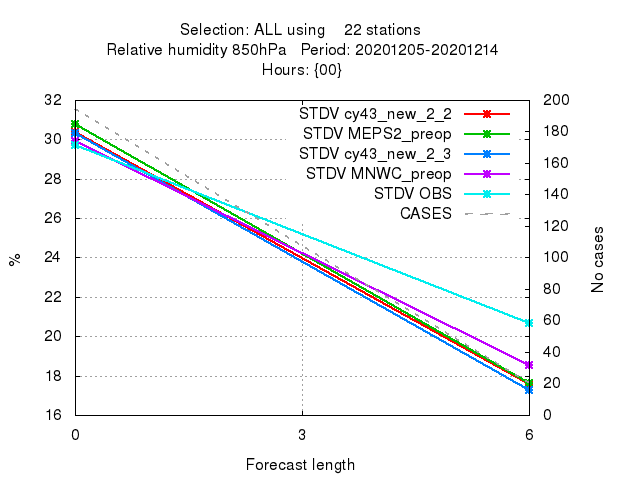 Selection: ALL using 22 stations
Relative humidity 850hPa Period: 20201205-20201214
Hours: {00}
32 200
STDV cy43_new_2_2
180
30 STDV MEPS2_preop
STDV cy43_new_2_3
160
28 STDV MNWC_preop
140
STDV OBS
26 CASES
120
24 100
% No cases
22 80
60
20
40
18
20
16 0
0 3 6
Forecast length